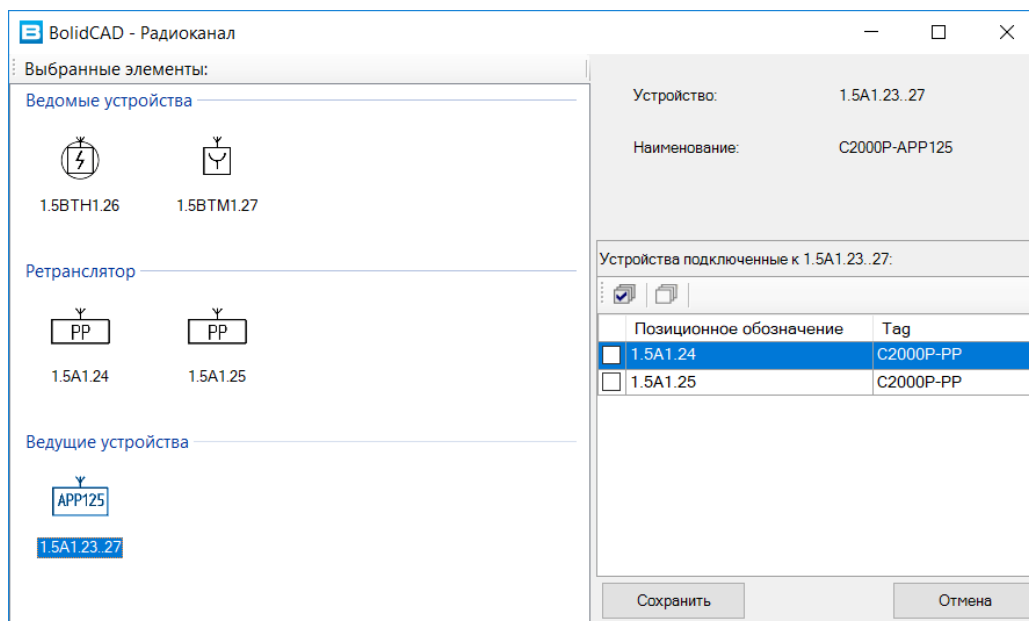 BolidCAD - Радиоканал
Выбранные элементы:
Ведомые устройства
1.5BTH1.26 1.5BTM1.27
Ретранслятор
PP PP
1.5A1.24 1.5A1.25
Ведущие устройства
APP125
1.5A1.23..27
Устройство: 1.5A1.23..27
Наименование: C2000P-APP125
Устройства подключенные к 1.5A1.23..27:
Позиционное обозначение Tag
1.5A1.24 C2000P-PP
1.5A1.25 C2000P-PP
Сохранить Отмена